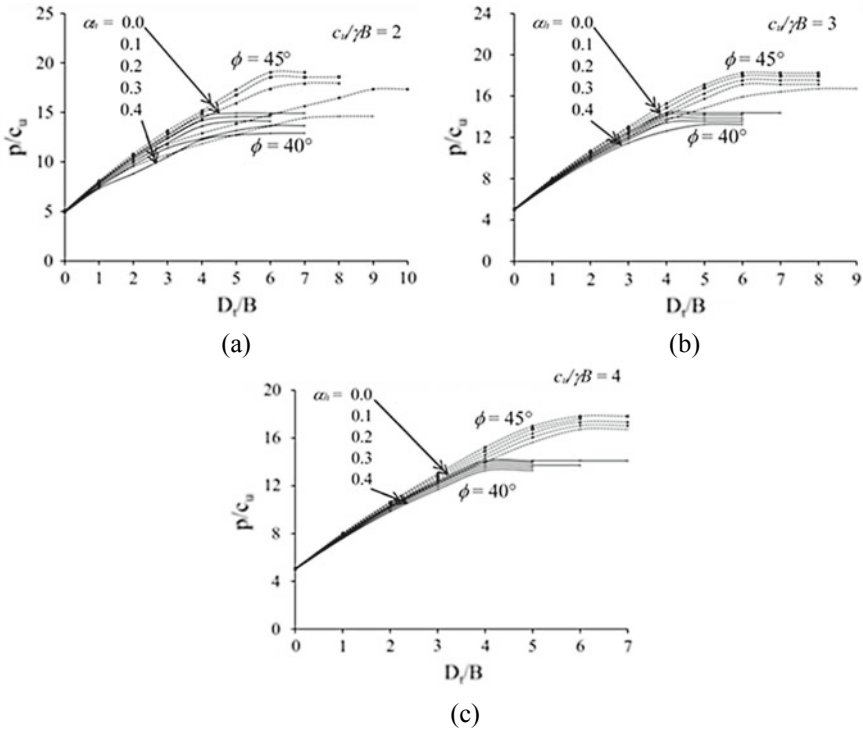 αₕ = 0.0
0.1
0.2
0.3
0.4
cᵤ/γB = 2
ϕ = 45°
ϕ = 40°
p/cᵤ
25
20
15
10
5
0
0 1 2 3 4 5 6 7 8 9 10
Df/B
(a)
αₕ = 0.0
0.1
0.2
0.3
0.4
cᵤ/γB = 3
ϕ = 45°
ϕ = 40°
p/cᵤ
24
20
16
12
8
4
0
0 1 2 3 4 5 6 7 8 9
Df/B
(b)
αₕ = 0.0
0.1
0.2
0.3
0.4
cᵤ/γB = 4
ϕ = 45°
ϕ = 40°
p/cᵤ
20
16
12
8
4
0
0 1 2 3 4 5 6 7
Df/B
(c)